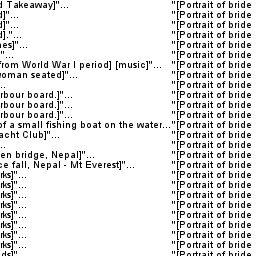 d Takeaway]"... "[Portrait of bride
d]"... "[Portrait of bride
d]"... "[Portrait of bride
d]."... "[Portrait of bride
nes]"... "[Portrait of bride
"... "[Portrait of bride
from World War I period] [music]"... "[Portrait of bride
woman seated]"... "[Portrait of bride
... "[Portrait of bride
rbour board.]"... "[Portrait of bride
rbour board.]"... "[Portrait of bride
rbour board.]"... "[Portrait of bride
of a small fishing boat on the water... "[Portrait of bride
acht Club]"... "[Portrait of bride
... "[Portrait of bride
en bridge, Nepal]"... "[Portrait of bride
ce fall, Nepal - Mt Everest]"... "[Portrait of bride
rks]"... "[Portrait of bride
rks]"... "[Portrait of bride
rks]"... "[Portrait of bride
rks]"... "[Portrait of bride
rks]"... "[Portrait of bride
rks]"... "[Portrait of bride
rks]"... "[Portrait of bride
rks]"... "[Portrait of bride
ds]"... "[Portrait of bride